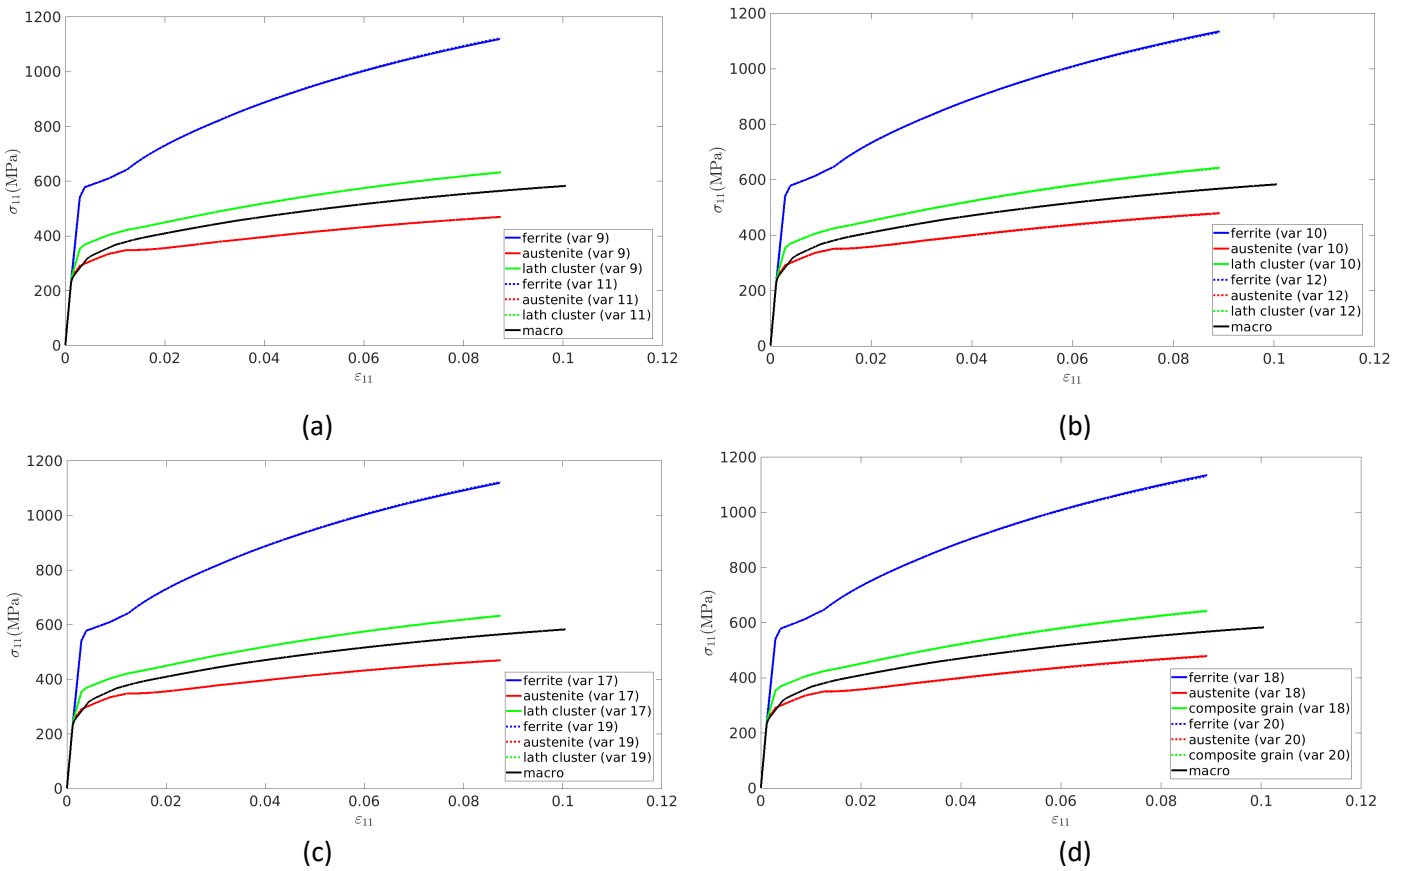 1200
1000
800
600
400
200
0
σ11(MPa)
0 0.02 0.04 0.06 0.08 0.1 0.12
ε11
ferrite (var 9)
austenite (var 9)
lath cluster (var 9)
ferrite (var 11)
austenite (var 11)
lath cluster (var 11)
macro
(a)
1200
1000
800
600
400
200
0
σ11(MPa)
0 0.02 0.04 0.06 0.08 0.1 0.12
ε11
ferrite (var 10)
austenite (var 10)
lath cluster (var 10)
ferrite (var 12)
austenite (var 12)
lath cluster (var 12)
macro
(b)
1200
1000
800
600
400
200
0
σ11(MPa)
0 0.02 0.04 0.06 0.08 0.1 0.12
ε11
ferrite (var 17)
austenite (var 17)
lath cluster (var 17)
ferrite (var 19)
austenite (var 19)
lath cluster (var 19)
macro
(c)
1200
1000
800
600
400
200
0
σ11(MPa)
0 0.02 0.04 0.06 0.08 0.1 0.12
ε11
ferrite (var 18)
austenite (var 18)
composite grain (var 18)
ferrite (var 20)
austenite (var 20)
composite grain (var 20)
macro
(d)